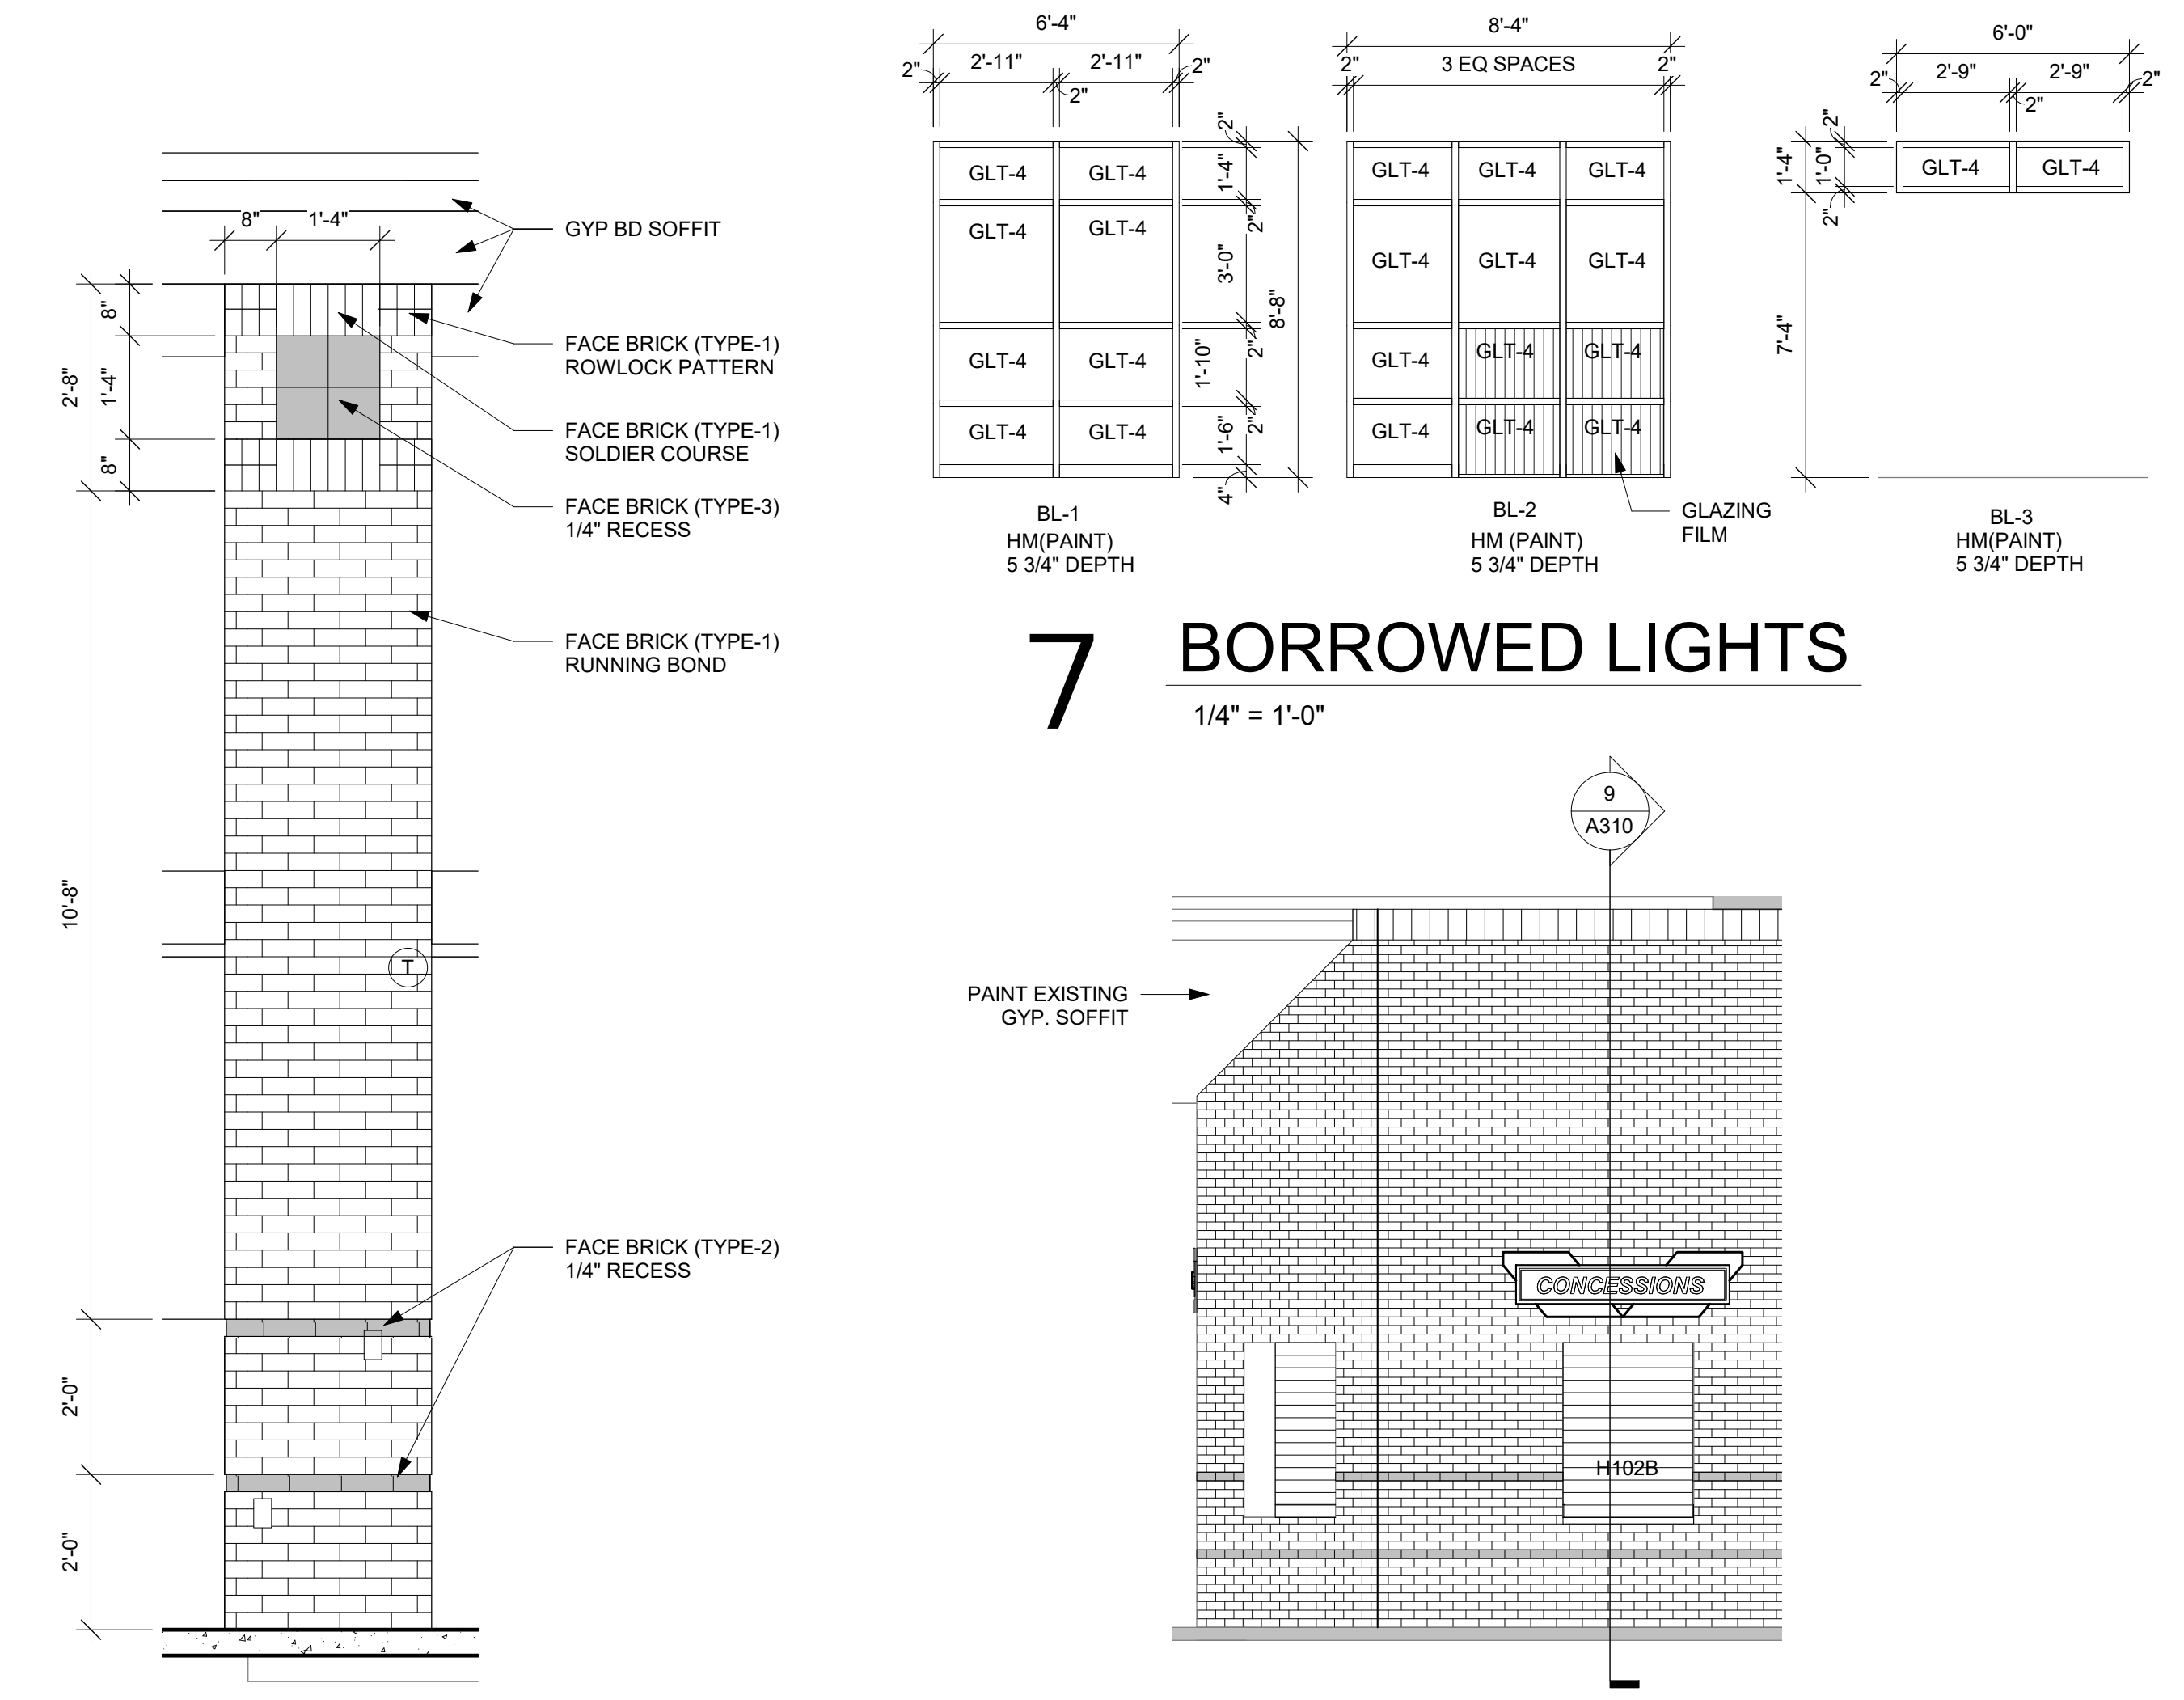 8"
1'-4"
GYP BD SOFFIT
8"
1'-4"
8"
2'-8"
FACE BRICK (TYPE-1)
ROWLOCK PATTERN
FACE BRICK (TYPE-1)
SOLDIER COURSE
FACE BRICK (TYPE-3)
1/4" RECESS
FACE BRICK (TYPE-1)
RUNNING BOND
10'-8"
T
FACE BRICK (TYPE-2)
1/4" RECESS
2'-0"
2'-0"
6'-4"
2"
2'-11"
2'-11"
2"
2"
GLT-4
GLT-4
GLT-4
GLT-4
GLT-4
GLT-4
GLT-4
GLT-4
2"
1'-4"
2"
3'-0"
2"
1'-10"
2"
1'-6"
4"
8'-8"
BL-1
HM(PAINT)
5 3/4" DEPTH
8'-4"
2"
3 EQ SPACES
2"
GLT-4
GLT-4
GLT-4
GLT-4
GLT-4
GLT-4
GLT-4
GLT-4
GLT-4
GLT-4
GLT-4
GLT-4
GLAZING
FILM
BL-2
HM (PAINT)
5 3/4" DEPTH
6'-0"
2"
2'-9"
2'-9"
2"
2"
2"
1'-4"
1'-0"
2"
GLT-4
GLT-4
7'-4"
BL-3
HM(PAINT)
5 3/4" DEPTH
7
BORROWED LIGHTS
1/4" = 1'-0"
9
A310
PAINT EXISTING
GYP. SOFFIT
CONCESSIONS
H102B